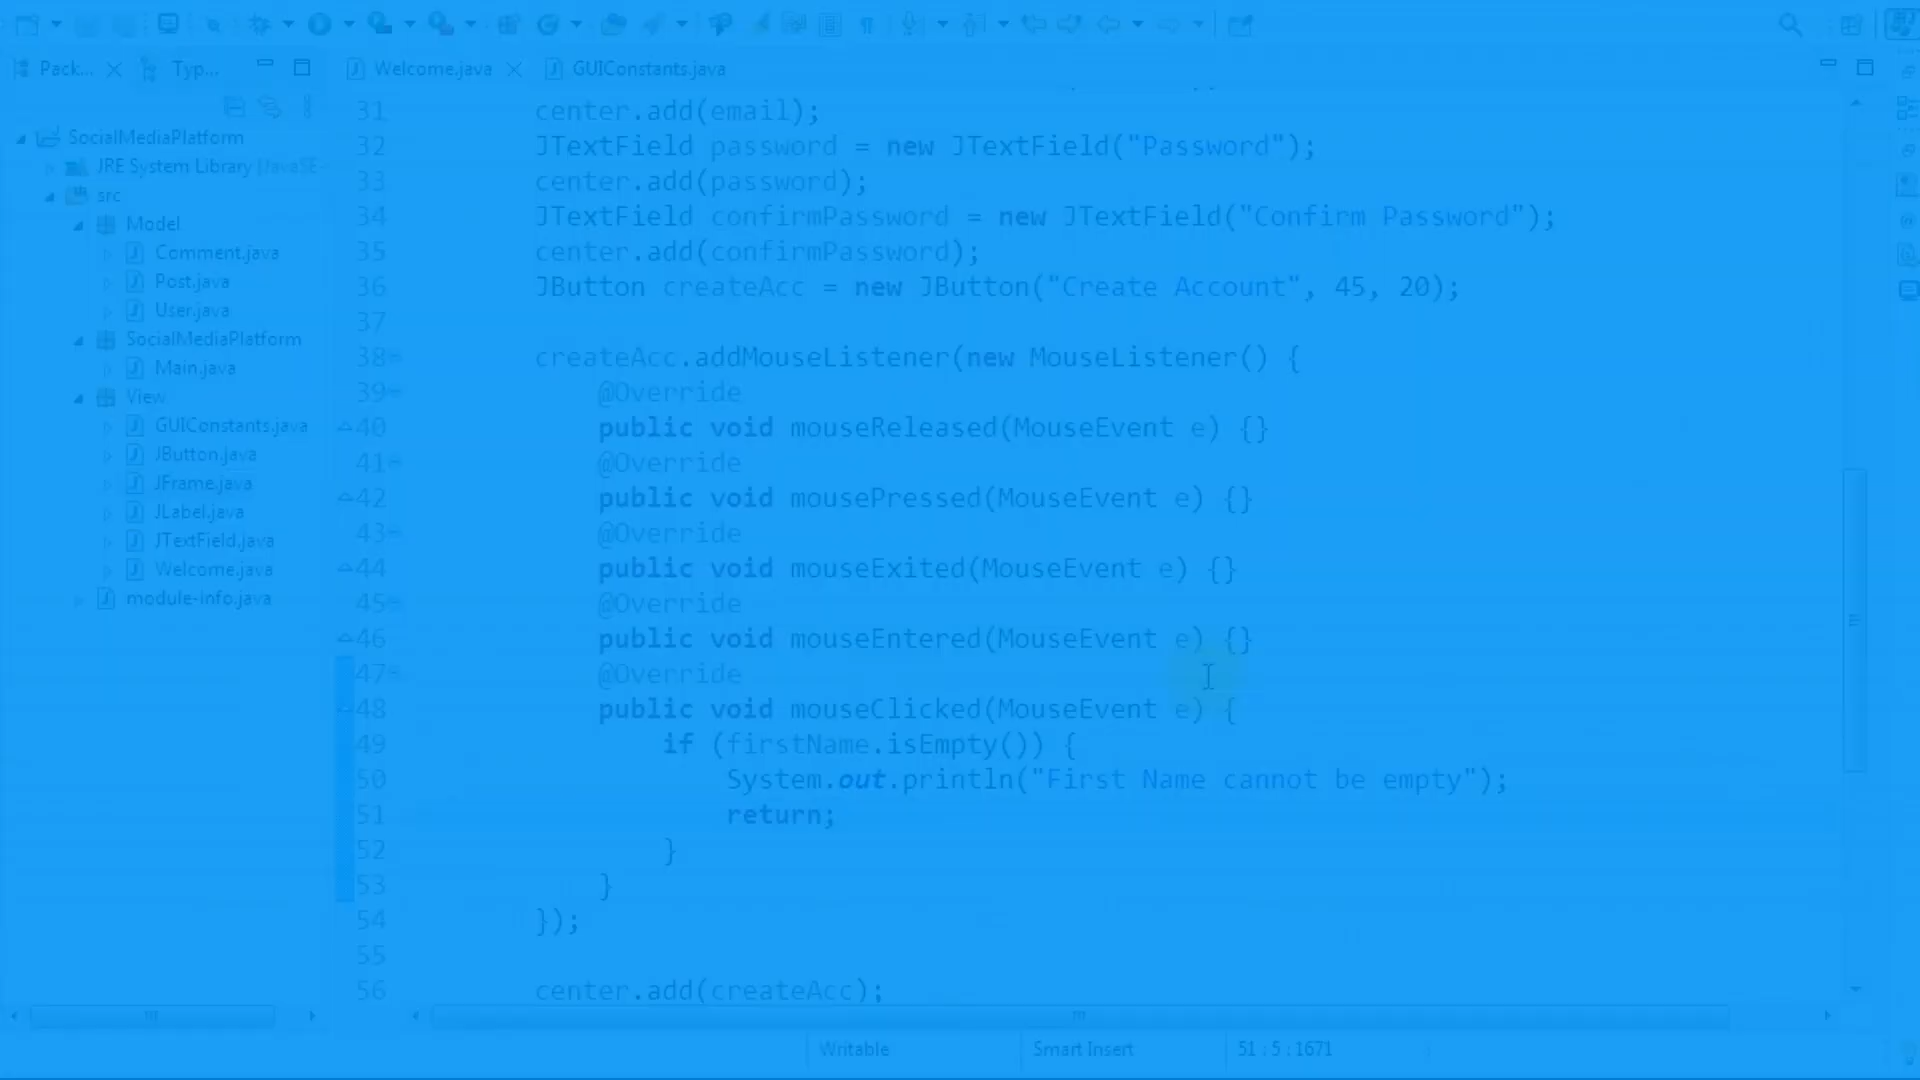 Pack...
Typ...
Welcome.java
GUIConstants.java
SocialMediaPlatform
JRE System Library [JavaSE-
src
Model
Comment.java
Post.java
User.java
SocialMediaPlatform
Main.java
View
GUIConstants.java
JButton.java
JFrame.java
JLabel.java
JTextField.java
Welcome.java
module-info.java
31 center.add(email);
32 JTextField password = new JTextField("Password");
33 center.add(password);
34 JTextField confirmPassword = new JTextField("Confirm Password");
35 center.add(confirmPassword);
36 JButton createAcc = new JButton("Create Account", 45, 20);
37
38 createAcc.addMouseListener(new MouseListener() {
39 @Override
40 public void mouseReleased(MouseEvent e) {}
41 @Override
42 public void mousePressed(MouseEvent e) {}
43 @Override
44 public void mouseExited(MouseEvent e) {}
45 @Override
46 public void mouseEntered(MouseEvent e) {}
47 @Override
48 public void mouseClicked(MouseEvent e) {
49 if (firstName.isEmpty()) {
50 System.out.println("First Name cannot be empty");
51 return;
52 }
53 }
54 });
55
56 center.add(createAcc);
Writable
Smart Insert
51 : 5 : 1671